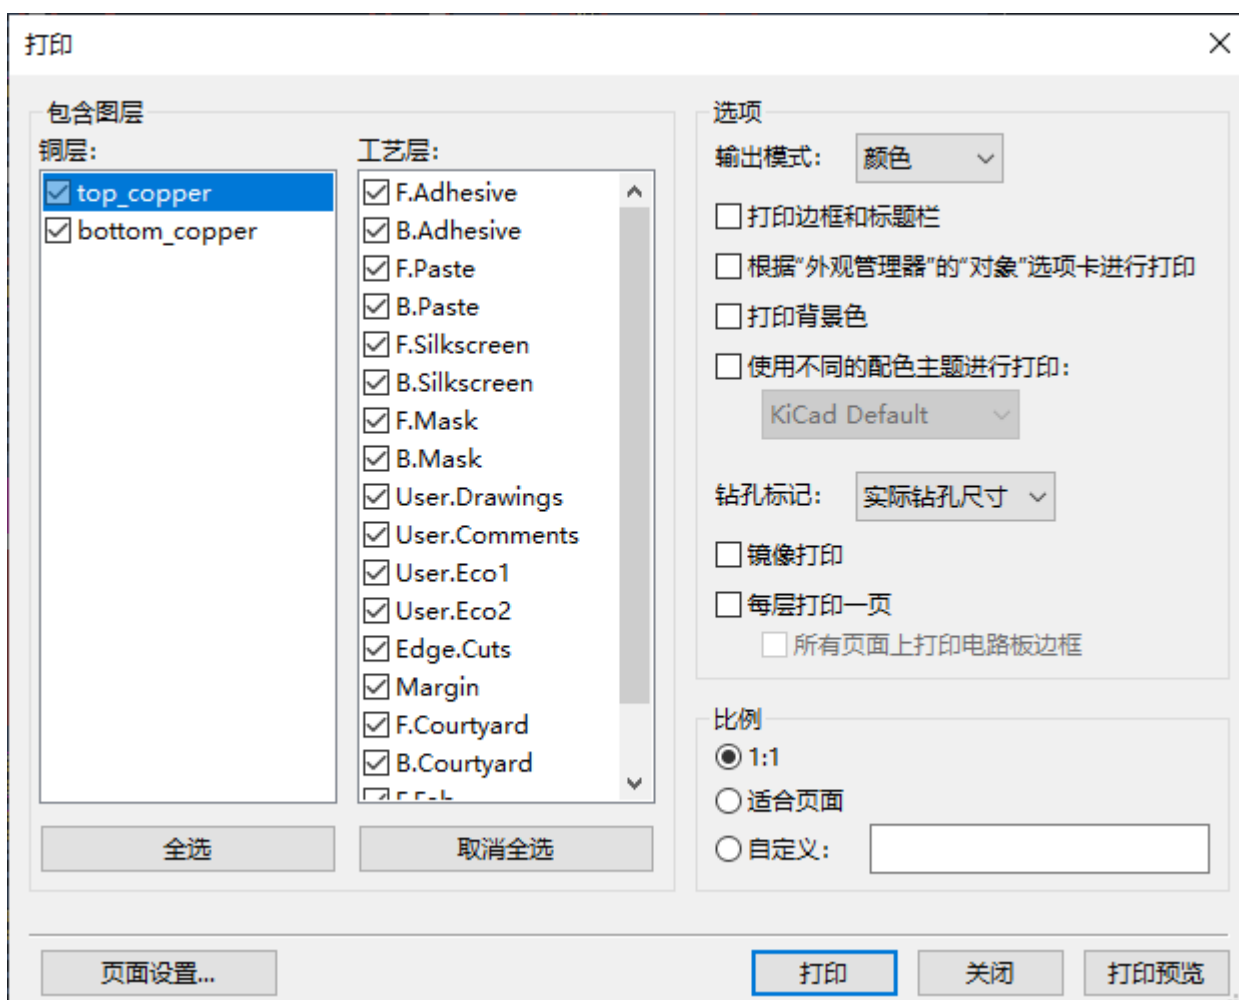 打印
包含图层
铜层:
top_copper
bottom_copper
全选
工艺层:
F.Adhesive
B.Adhesive
F.Paste
B.Paste
F.Silkscreen
B.Silkscreen
F.Mask
B.Mask
User.Drawings
User.Comments
User.Eco1
User.Eco2
Edge.Cuts
Margin
F.Courtyard
B.Courtyard
F.Fab
取消全选
选项
输出模式: 颜色
打印边框和标题栏
根据“外观管理器”的“对象”选项卡进行打印
打印背景色
使用不同的配色主题进行打印:
KiCad Default
钻孔标记: 实际钻孔尺寸
镜像打印
每层打印一页
所有页面上打印电路板边框
比例
1:1
适合页面
自定义:
页面设置...
打印
关闭
打印预览